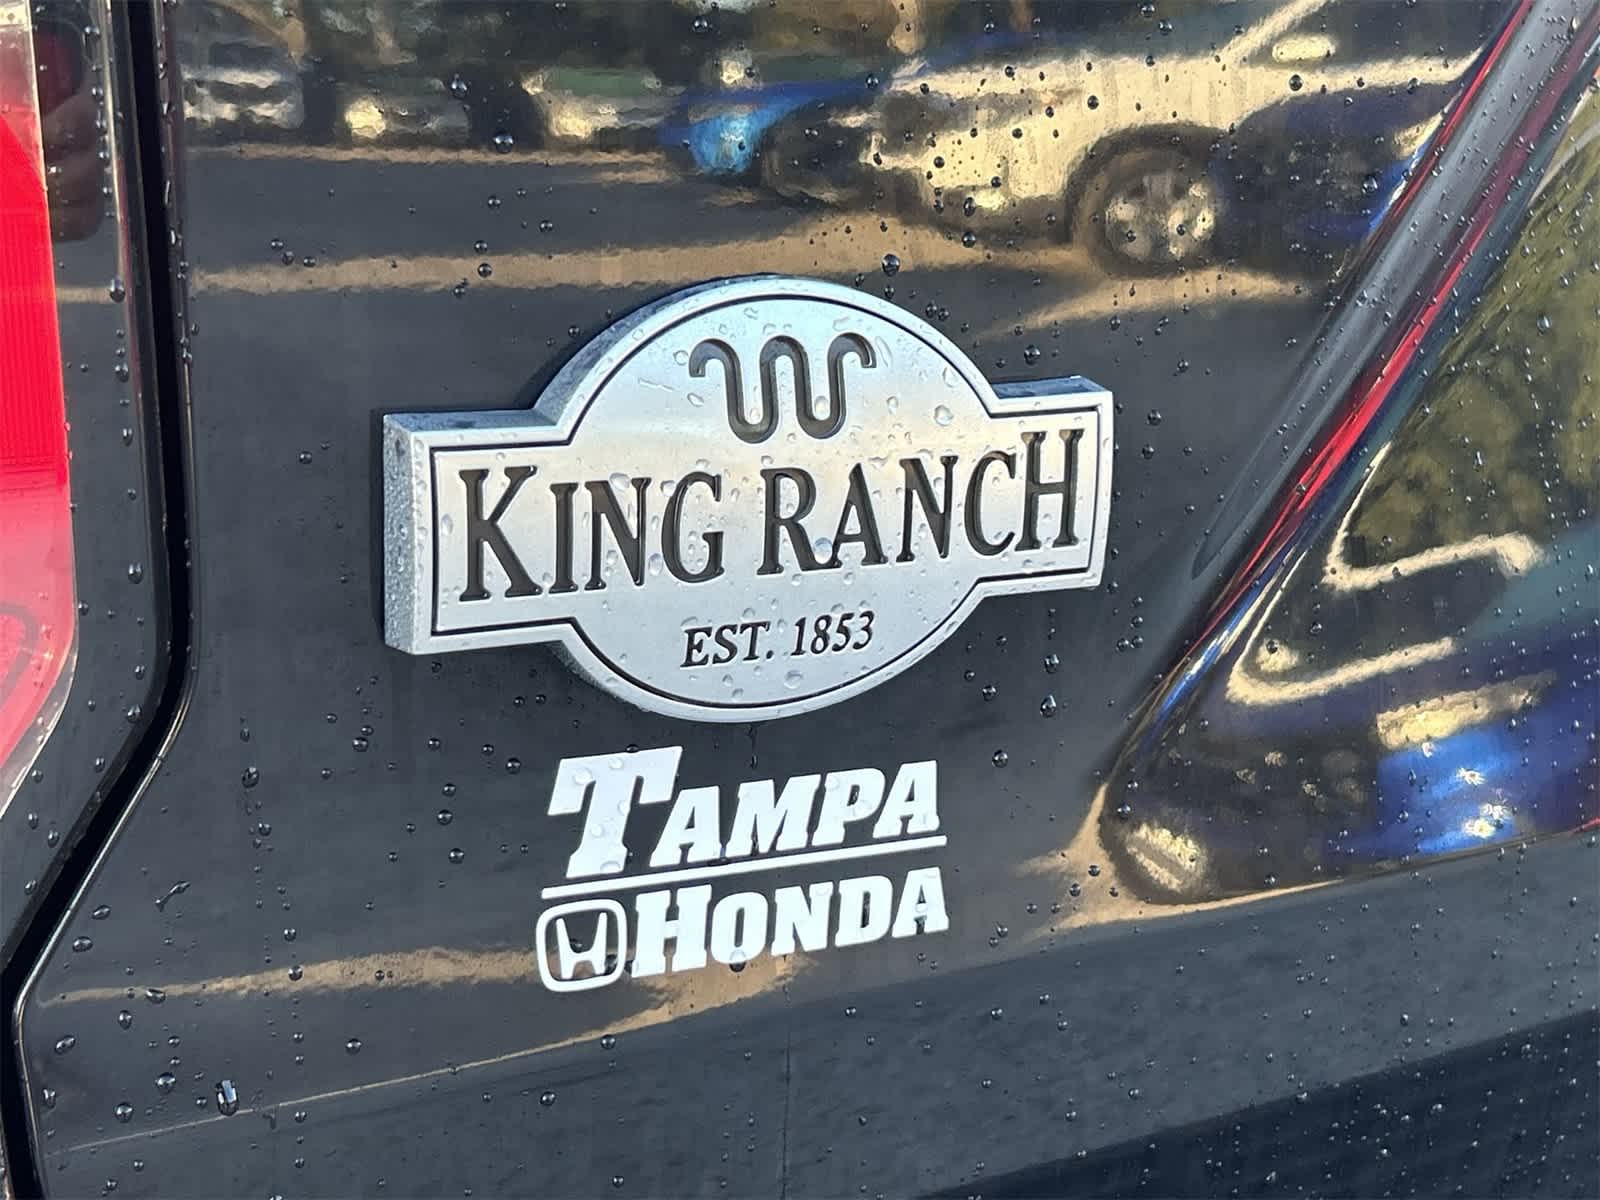 KING RANCH
EST. 1853
TAMPA
HONDA